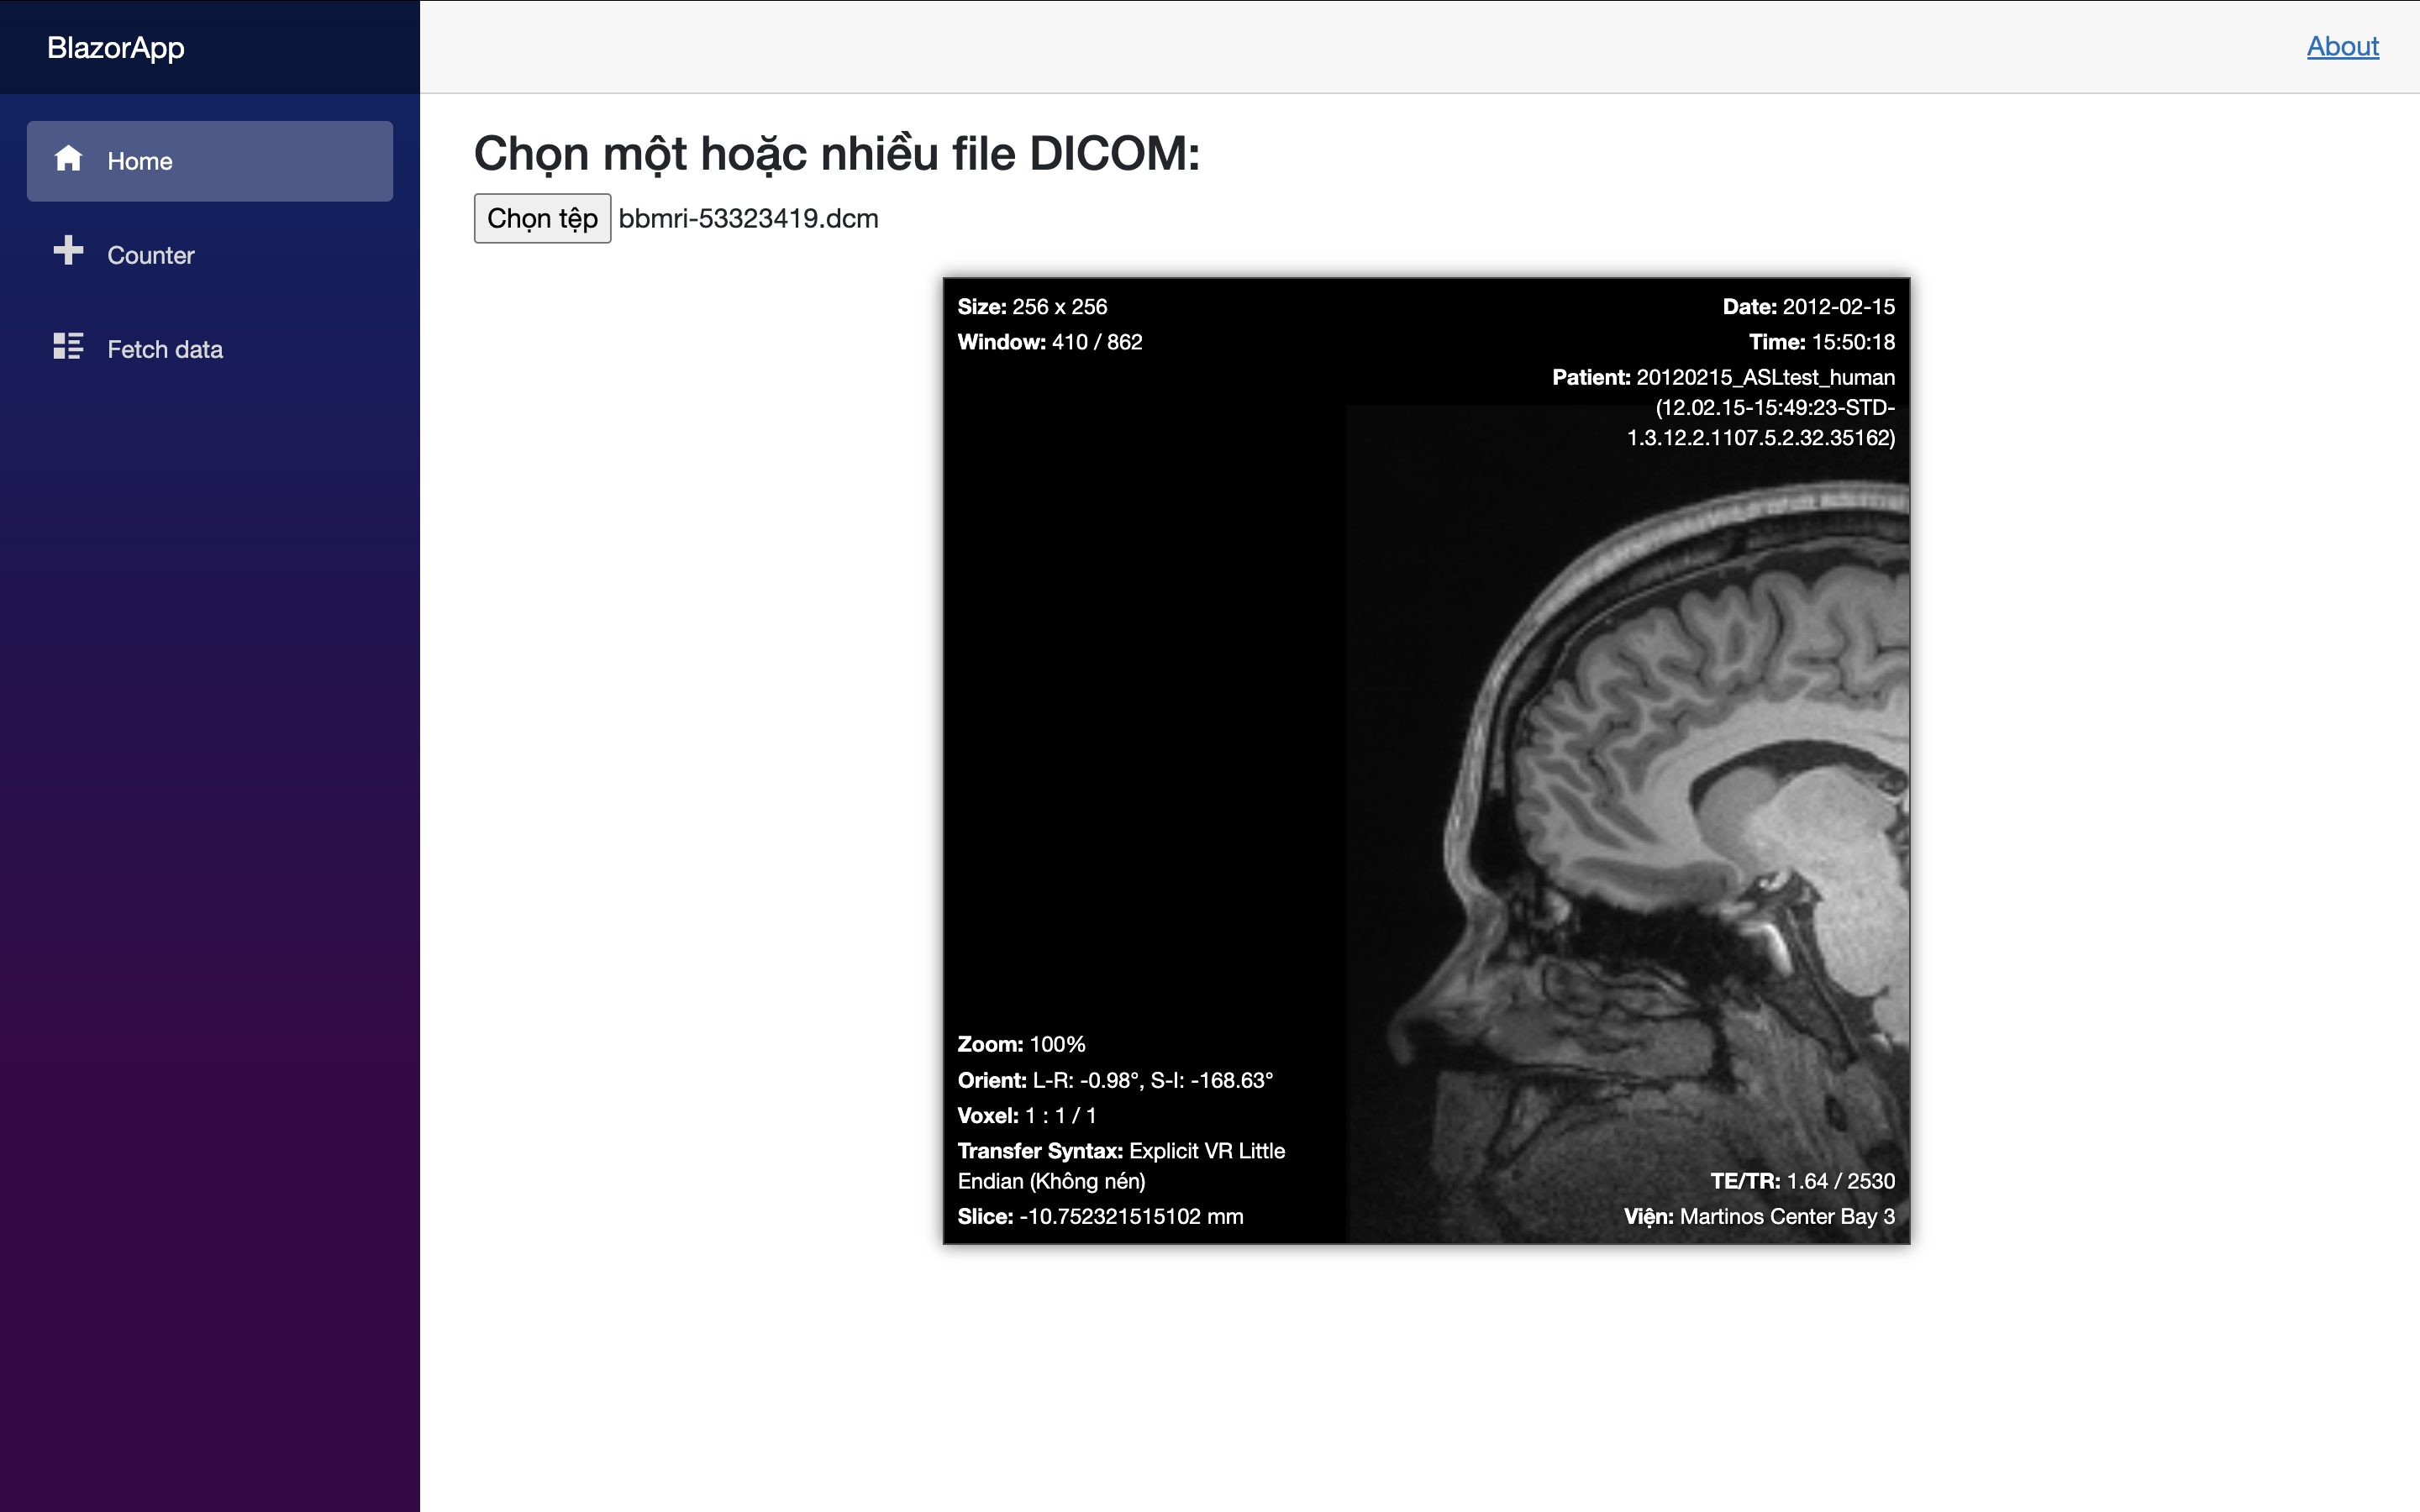 BlazorApp
About
Home
Counter
Fetch data
Chọn một hoặc nhiều file DICOM:
Chọn tệp bbmri-53323419.dcm
Size: 256 x 256
Window: 410 / 862
Date: 2012-02-15
Time: 15:50:18
Patient: 20120215_ASLtest_human
(12.02.15-15:49:23-STD-
1.3.12.2.1107.5.2.32.35162)
Zoom: 100%
Orient: L-R: -0.98°, S-I: -168.63°
Voxel: 1 : 1 / 1
Transfer Syntax: Explicit VR Little
Endian (Không nén)
Slice: -10.752321515102 mm
TE/TR: 1.64 / 2530
Viện: Martinos Center Bay 3